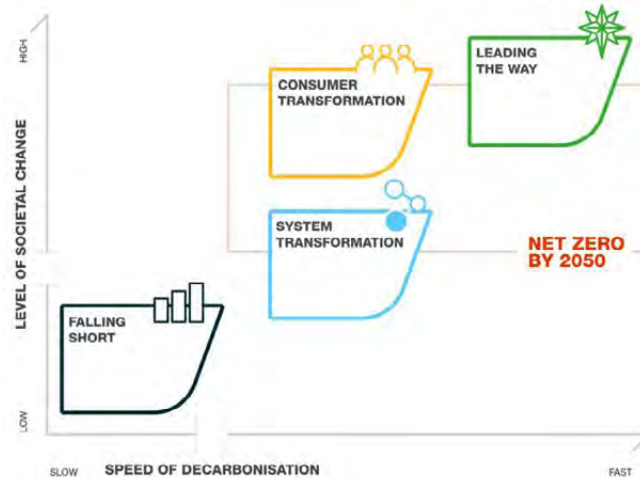 HIGH
LEVEL OF SOCIETAL CHANGE
LOW
CONSUMER
TRANSFORMATION
LEADING
THE WAY
SYSTEM
TRANSFORMATION
NET ZERO
BY 2050
FALLING
SHORT
SLOW
SPEED OF DECARBONISATION
FAST